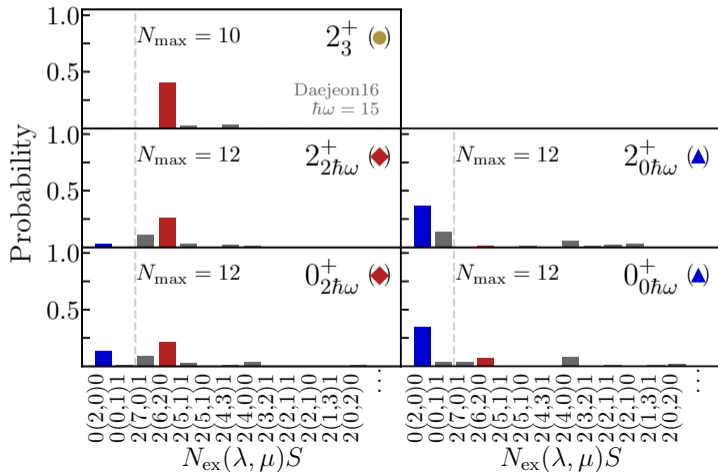 1.0
N_max = 10
2₃⁺ (●)
0.5
Daejeon16
ħω = 15
1.0
N_max = 12
2⁺_2ħω (◆)
N_max = 12
2⁺_0ħω (▲)
0.5
1.0
N_max = 12
0⁺_2ħω (◆)
N_max = 12
0⁺_0ħω (▲)
0.5
Probability
0(2,0)0
0(0,1)1
2(7,0)1
2(6,2)0
2(5,1)1
2(5,1)0
2(4,3)1
2(4,0)0
2(3,2)1
2(2,1)1
2(2,1)0
2(1,3)1
2(0,2)0
...
0(2,0)0
0(0,1)1
2(7,0)1
2(6,2)0
2(5,1)1
2(5,1)0
2(4,3)1
2(4,0)0
2(3,2)1
2(2,1)1
2(2,1)0
2(1,3)1
2(0,2)0
...
N_ex(λ, μ)S
N_ex(λ, μ)S